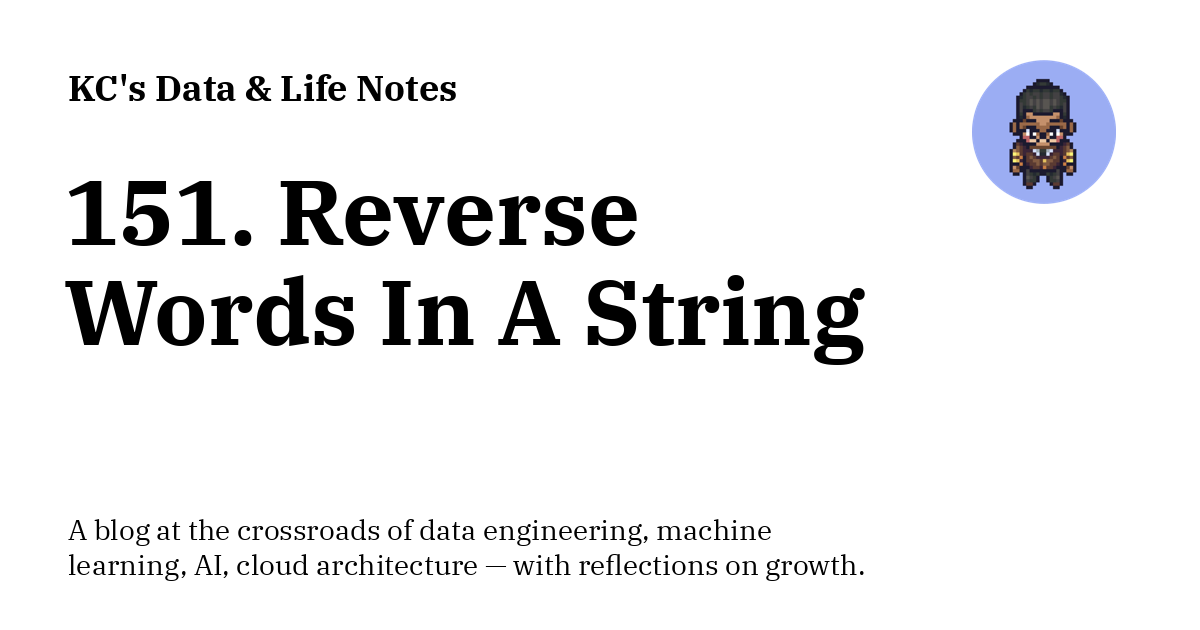 KC's Data & Life Notes
151. Reverse
Words In A String
A blog at the crossroads of data engineering, machine
learning, AI, cloud architecture — with reflections on growth.